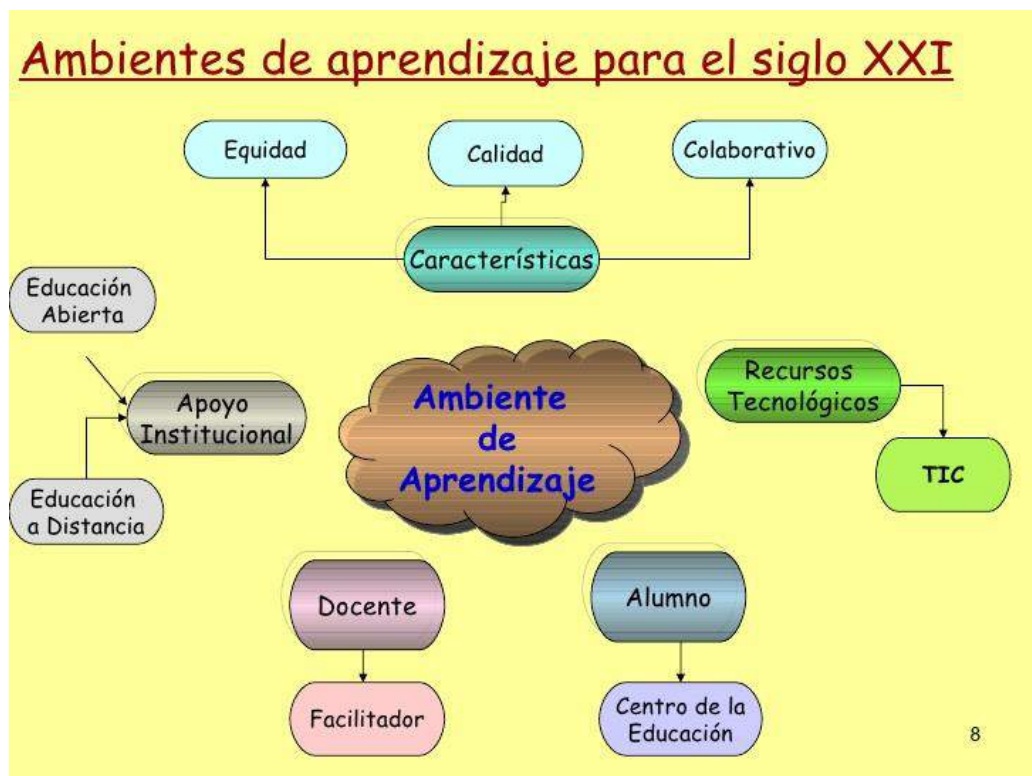 Ambientes de aprendizaje para el siglo XXI
Equidad
Calidad
Colaborativo
Características
Educación
Abierta
Apoyo
Institucional
Educación
a Distancia
Ambiente
de
Aprendizaje
Recursos
Tecnológicos
TIC
Docente
Facilitador
Alumno
Centro de la
Educación
8